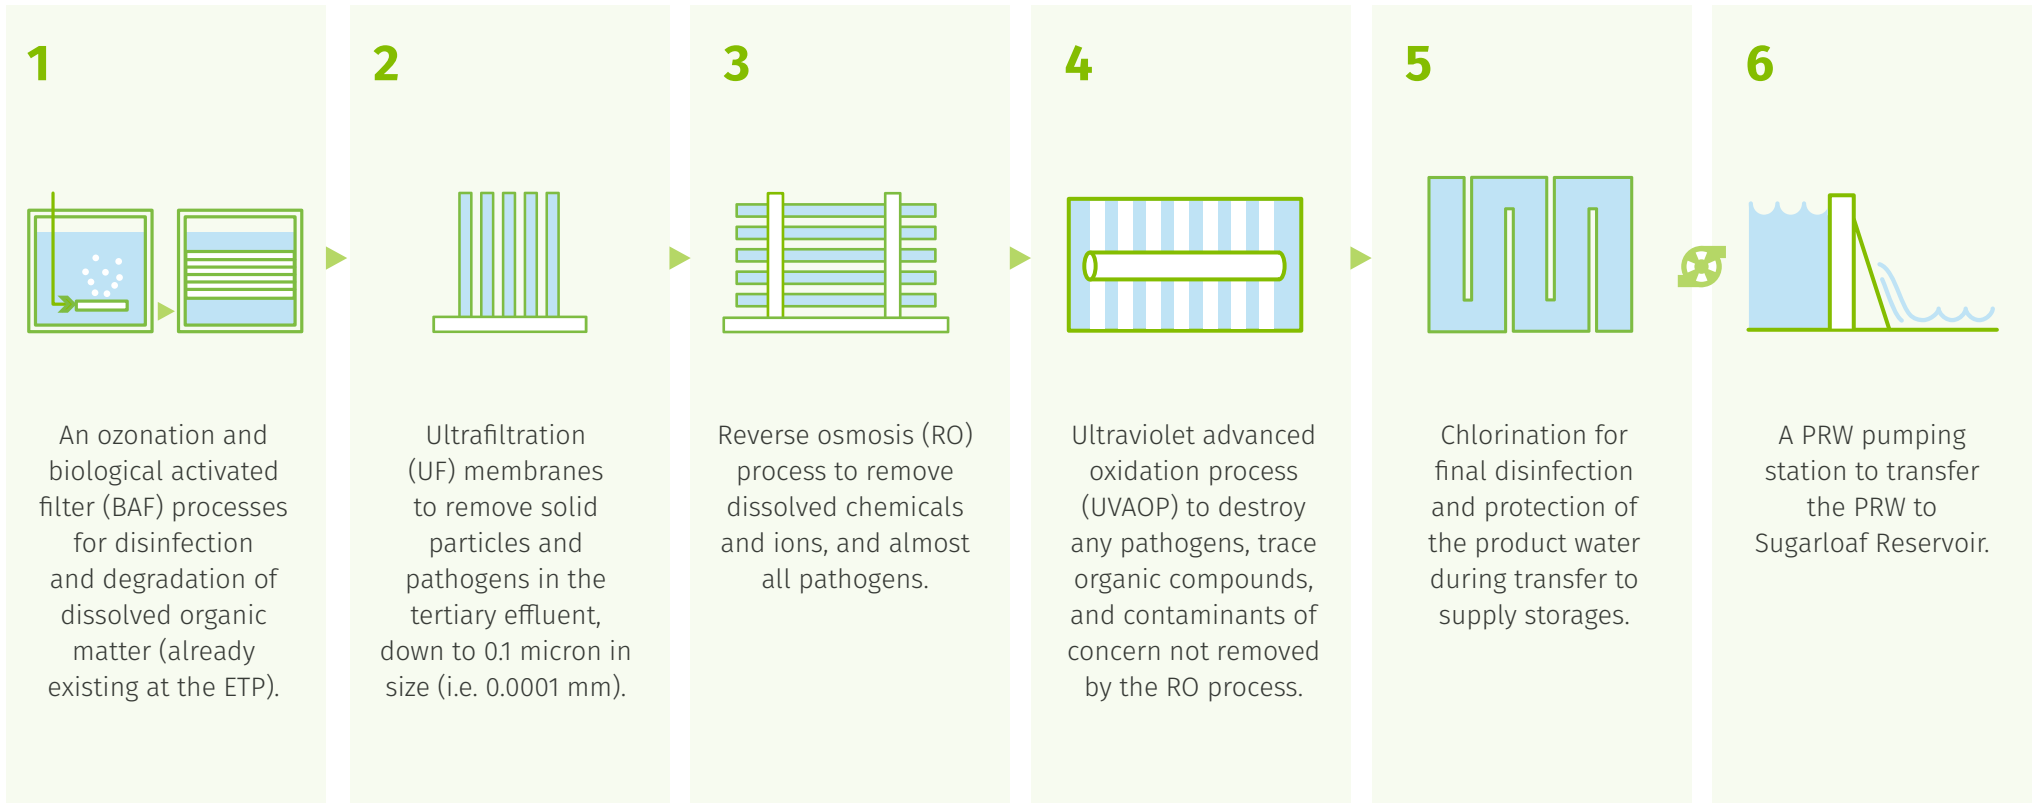 1
An ozonation and
biological activated
filter (BAF) processes
for disinfection
and degradation of
dissolved organic
matter (already
existing at the ETP).
2
Ultrafiltration
(UF) membranes
to remove solid
particles and
pathogens in the
tertiary effluent,
down to 0.1 micron in
size (i.e. 0.0001 mm).
3
Reverse osmosis (RO)
process to remove
dissolved chemicals
and ions, and almost
all pathogens.
4
Ultraviolet advanced
oxidation process
(UVAOP) to destroy
any pathogens, trace
organic compounds,
and contaminants of
concern not removed
by the RO process.
5
Chlorination for
final disinfection
and protection of
the product water
during transfer to
supply storages.
6
A PRW pumping
station to transfer
the PRW to
Sugarloaf Reservoir.